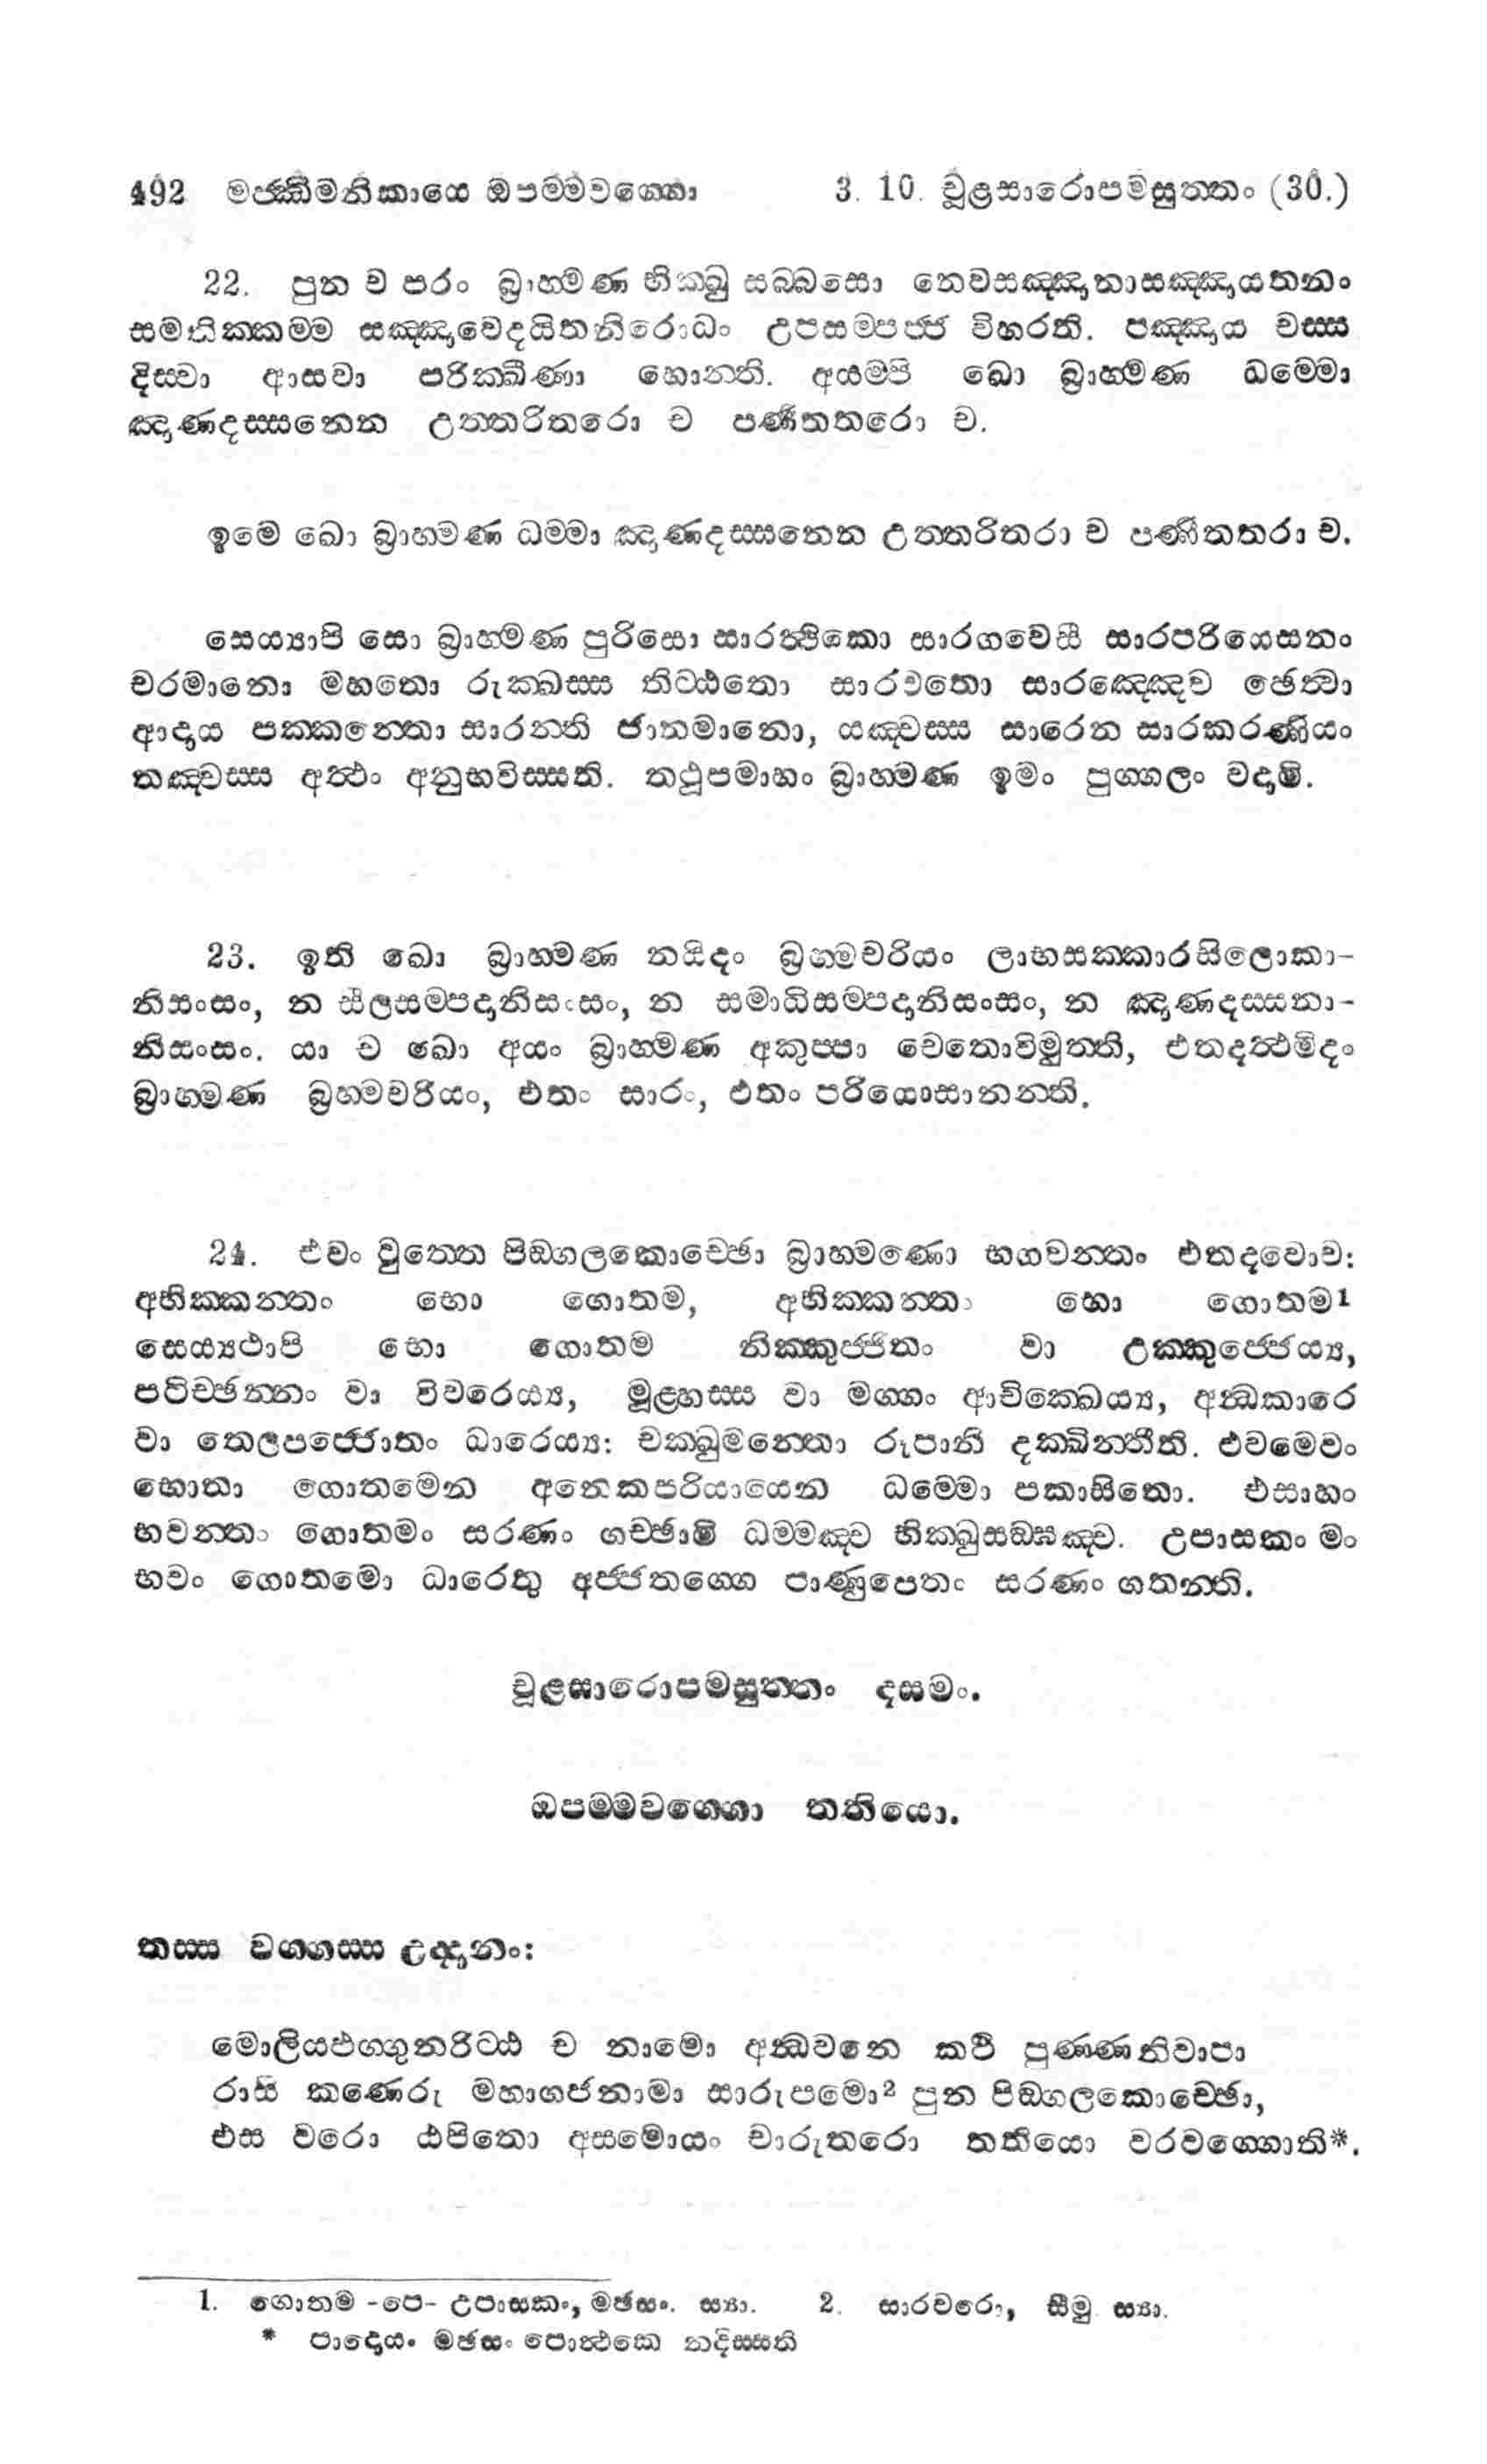 492 මජ්ඣිමනිකායෙ ඔපම්මවග්ගො 3. 10. චූළසාරොපමසුත්තං (30.)
22. පුන ච පරං බ්‍රාහ්මණ භික්ඛු සබ්බසො නෙවසඤ්ඤානාසඤ්ඤායතනං
සමතික්කම්ම සඤ්ඤාවෙදයිතනිරොධං උපසම්පජ්ජ විහරති. පඤ්ඤාය චස්ස
දිස්වා ආසවා පරික්ඛීණා හොන්ති. අයම්පි ඛො බ්‍රාහ්මණ ධම්මො
ඤාණදස්සනෙන උත්තරිතරො ච පණීතතරො ච.
ඉමෙ ඛො බ්‍රාහ්මණ ධම්මා ඤාණදස්සනෙන උත්තරිතරා ච පණීතතරා ච.
සෙය්‍යාපි සො බ්‍රාහ්මණ පුරිසො සාරත්ථිකො සාරගවෙසී සාරපරියෙසනං
චරමානො මහතො රුක්ඛස්ස තිට්ඨතො සාරවතො සාරඤ්ඤෙව ඡෙත්වා
ආදාය පක්කන්තො සාරන්ති ජානමානො, යඤ්චස්ස සාරෙන සාරකරණීයං
තඤ්චස්ස අත්ථං අනුභවිස්සති. තථූපමාහං බ්‍රාහ්මණ ඉමං පුග්ගලං වදාමි.
23. ඉති ඛො බ්‍රාහ්මණ නයිදං බ්‍රහ්මචරියං ලාභසක්කාරසිලොකා-
නිසංසං, න සීලසම්පදානිසංසං, න සමාධිසම්පදානිසංසං, න ඤාණදස්සනා-
නිසංසං. යා ච ඛො අයං බ්‍රාහ්මණ අකුප්පා චෙතොවිමුත්ති, එතදත්ථමිදං
බ්‍රාහ්මණ බ්‍රහ්මචරියං, එතං සාරං, එතං පරියොසානන්ති.
24. එවං වුත්තෙ පිඞ්ගලකොච්ඡො බ්‍රාහ්මණො භගවන්තං එතදවොච:
අභික්කන්තං භො ගොතම, අභික්කන්තං භො ගොතම1
සෙය්‍යථාපි භො ගොතම නික්කුජ්ජිතං වා උක්කුජ්ජෙය්‍ය,
පටිච්ඡන්නං වා විවරෙය්‍ය, මූළ්හස්ස වා මග්ගං ආචික්ඛෙය්‍ය, අන්ධකාරෙ
වා තෙලපජ්ජොතං ධාරෙය්‍ය: චක්ඛුමන්තො රූපානි දක්ඛින්තීති. එවමෙවං
භොතා ගොතමෙන අනෙකපරියායෙන ධම්මො පකාසිතො. එසාහං
භවන්තං ගොතමං සරණං ගච්ඡාමි ධම්මඤ්ච භික්ඛුසඞ්ඝඤ්ච. උපාසකං මං
භවං ගොතමො ධාරෙතු අජ්ජතග්ගෙ පාණුපෙතං සරණං ගතන්ති.
චූළසාරොපමසුත්තං දසමං.
ඔපම්මවග්ගො තතියො.
තස්ස වග්ගස්ස උද්දානං:
මොලියඵග්ගුනරිට්ඨ ච නාමො අන්ධවනෙ කථි පුණ්ණ නිවාපා
රාසි කණෙරු මහාගජනාමා සාරුපමො2 පුන පිඞ්ගලකොච්ඡො,
එස වරො ඨපිතො අසමොයං චාරුතරො තතියො වරවග්ගොති*.
1. ගොතම -පෙ- උපාසකං, මඡසං. ස්‍යා. 2. සාරවරො, සීමු ස්‍යා.
* පාදොයං මඡසං පොත්ථකෙ නදිස්සති